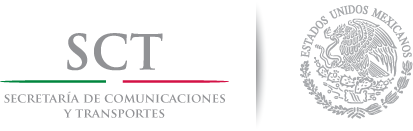 SCT
SECRETARÍA DE COMUNICACIONES
Y TRANSPORTES
ESTADOS UNIDOS MEXICANOS